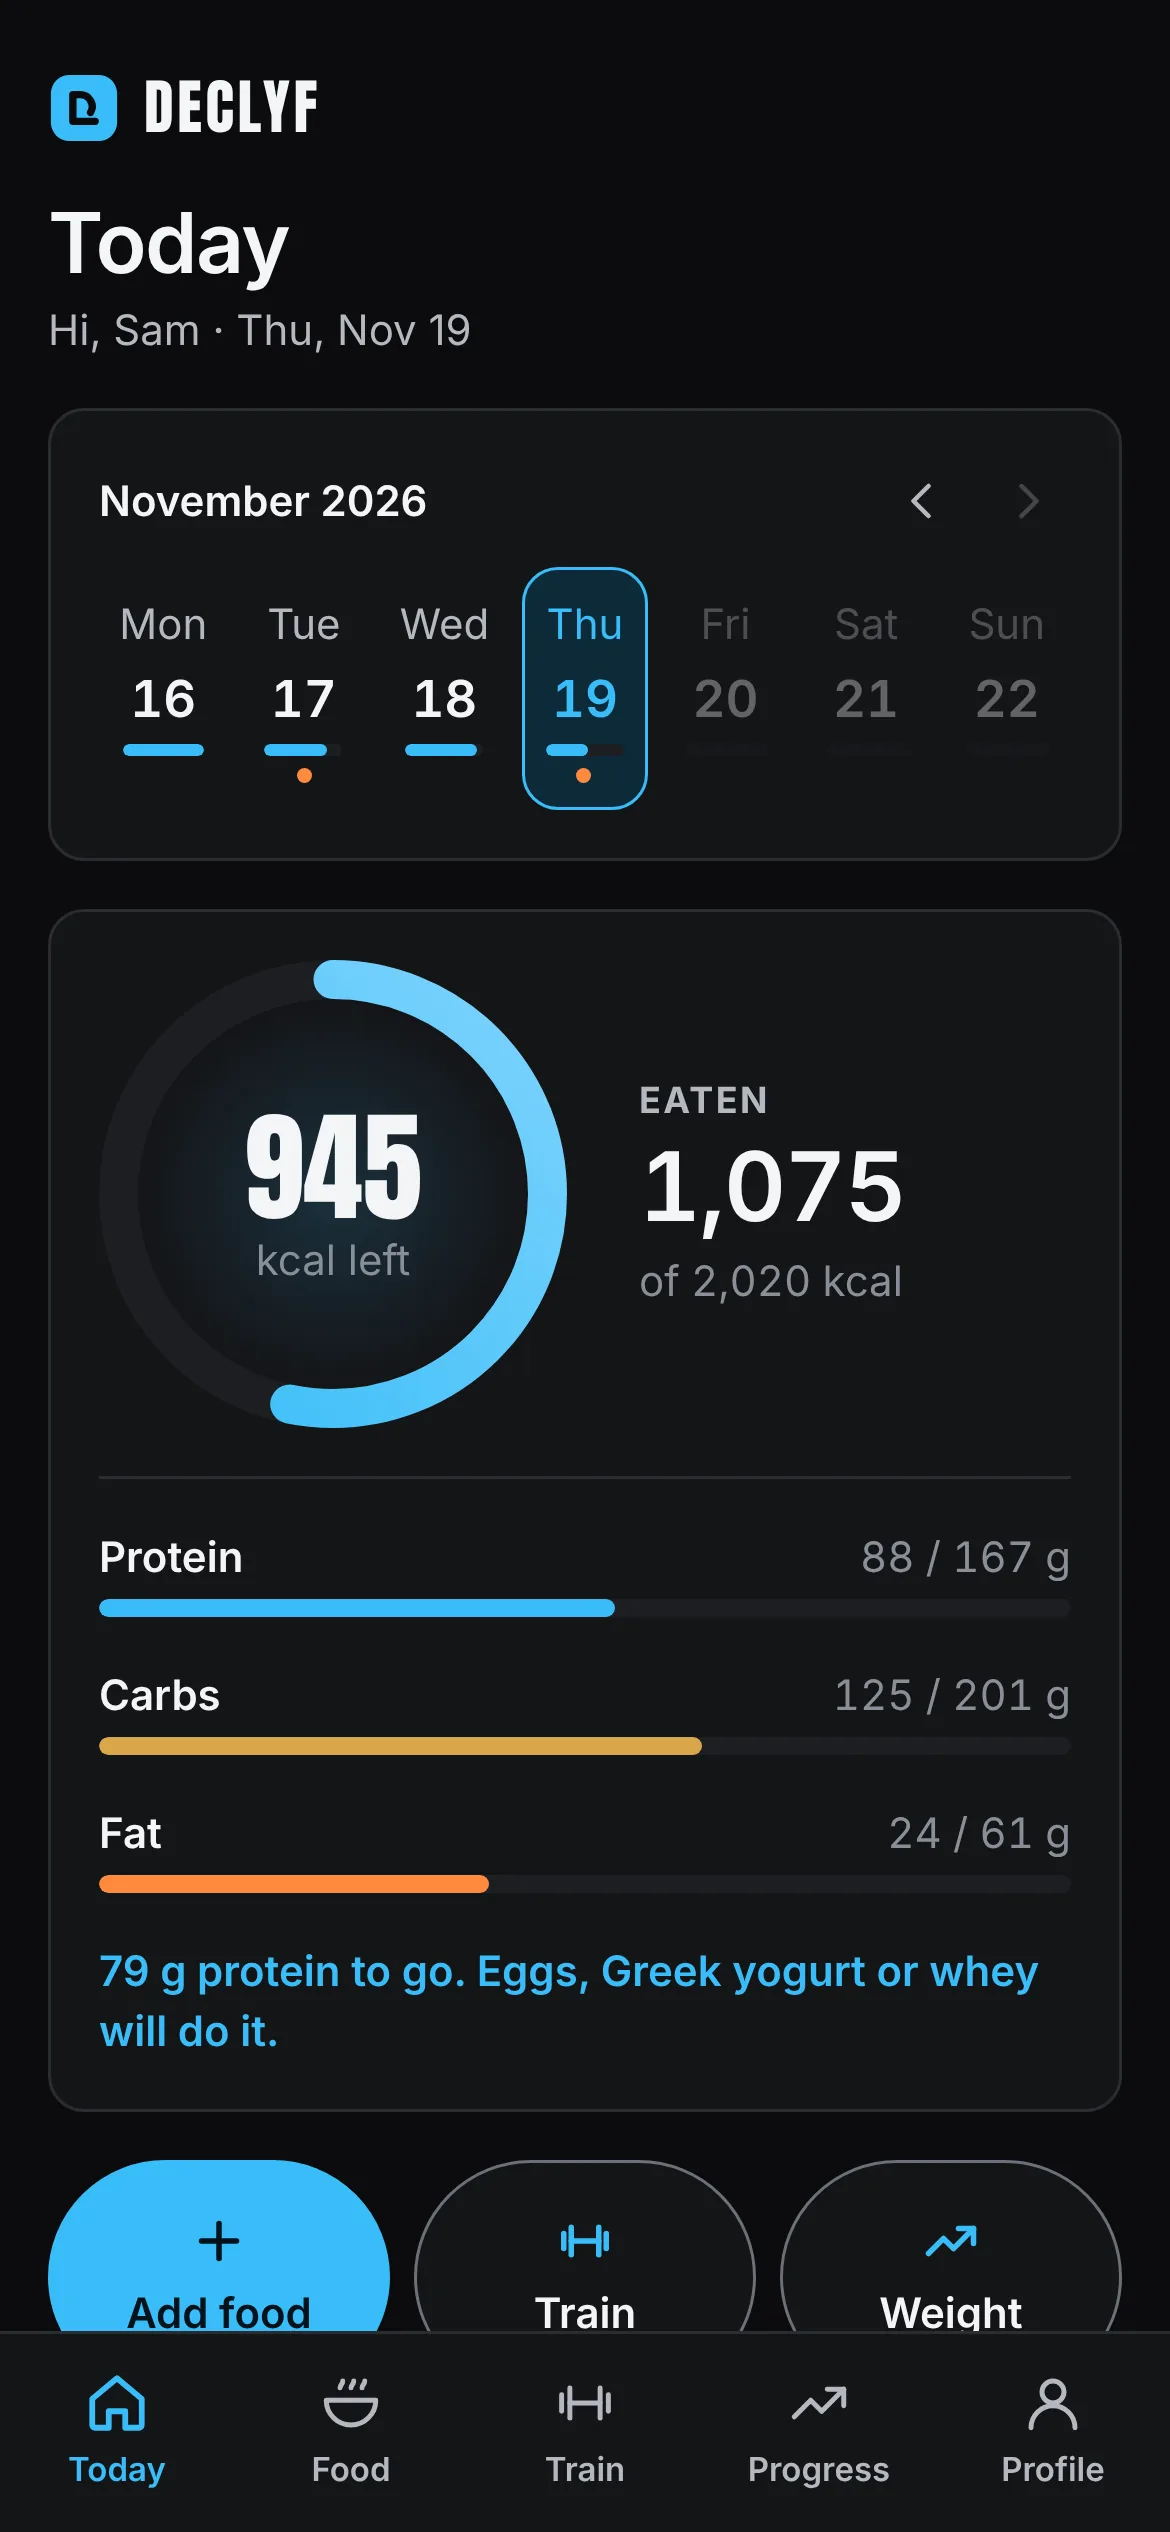 DECLYF
Today
Hi, Sam · Thu, Nov 19
November 2026
Mon Tue Wed Thu Fri Sat Sun
16 17 18 19 20 21 22
945
kcal left
EATEN
1,075
of 2,020 kcal
Protein 88 / 167 g
Carbs 125 / 201 g
Fat 24 / 61 g
79 g protein to go. Eggs, Greek yogurt or whey
will do it.
Add food Train Weight
Today Food Train Progress Profile